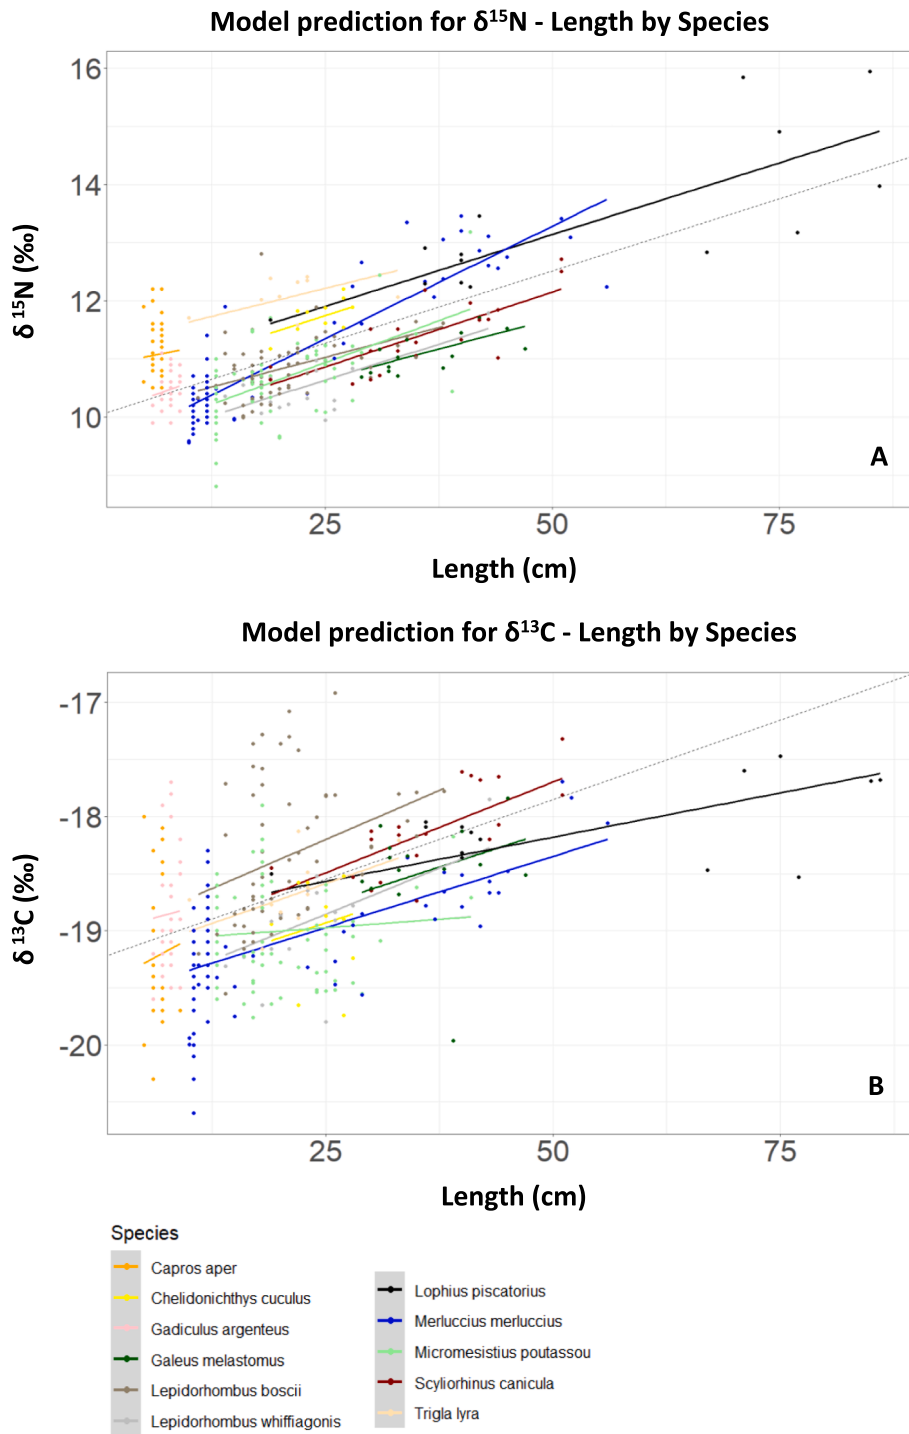 Model prediction for δ¹⁵N - Length by Species
16
14
12
10
δ ¹⁵N (‰)
A
25 50 75
Length (cm)
Model prediction for δ¹³C - Length by Species
-17
-18
-19
-20
δ ¹³C (‰)
B
25 50 75
Length (cm)
Species
Capros aper
Chelidonichthys cuculus
Gadiculus argenteus
Galeus melastomus
Lepidorhombus boscii
Lepidorhombus whiffiagonis
Lophius piscatorius
Merluccius merluccius
Micromesistius poutassou
Scyliorhinus canicula
Trigla lyra